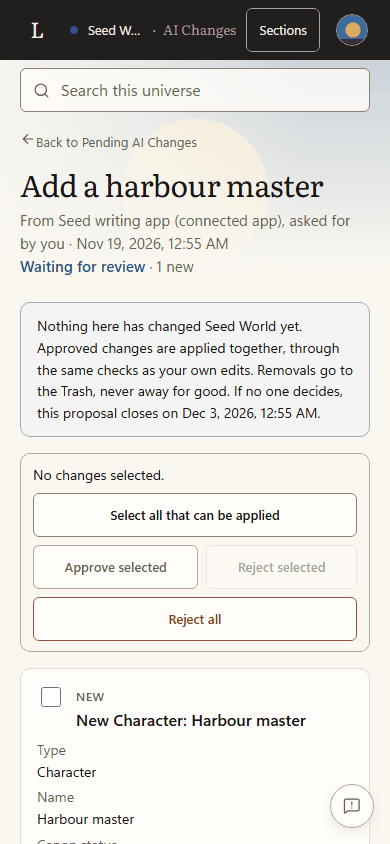 L
Seed W... · AI Changes
Sections
Search this universe
Back to Pending AI Changes
Add a harbour master
From Seed writing app (connected app), asked for
by you · Nov 19, 2026, 12:55 AM
Waiting for review · 1 new
Nothing here has changed Seed World yet.
Approved changes are applied together, through
the same checks as your own edits. Removals go to
the Trash, never away for good. If no one decides,
this proposal closes on Dec 3, 2026, 12:55 AM.
No changes selected.
Select all that can be applied
Approve selected
Reject selected
Reject all
NEW
New Character: Harbour master
Type
Character
Name
Harbour master